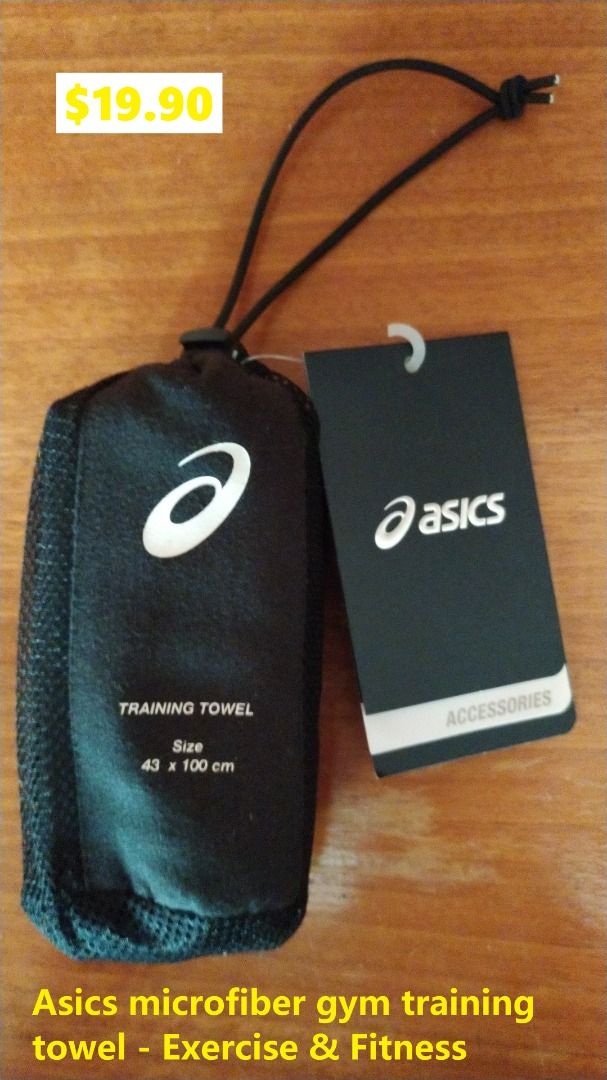 $19.90
asics
ACCESSORIES
TRAINING TOWEL
Size
43 x 100 cm
Asics microfiber gym training
towel - Exercise & Fitness